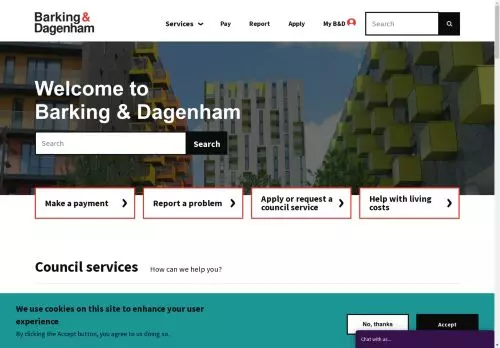 Barking &
Dagenham
Services
Pay
Report
Apply
My B&D
Search
Welcome to
Barking & Dagenham
Search
Search
Make a payment
Report a problem
Apply or request a
council service
Help with living
costs
Council services
How can we help you?
We use cookies on this site to enhance your user
experience
By clicking the Accept button, you agree to us doing so.
No, thanks
Accept
Chat with us...